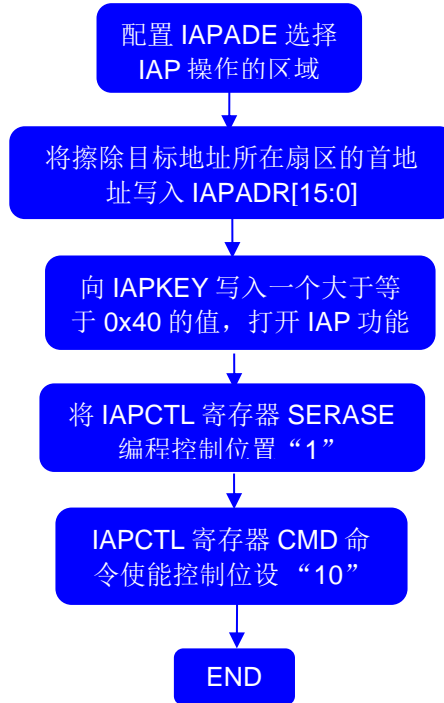 配置 IAPADE 选择
IAP 操作的区域
将擦除目标地址所在扇区的首地
址写入 IAPADR[15:0]
向 IAPKEY 写入一个大于等
于 0x40 的值，打开 IAP 功能
将 IAPCTL 寄存器 SERASE
编程控制位置“1”
IAPCTL 寄存器 CMD 命
令使能控制位设 “10”
END